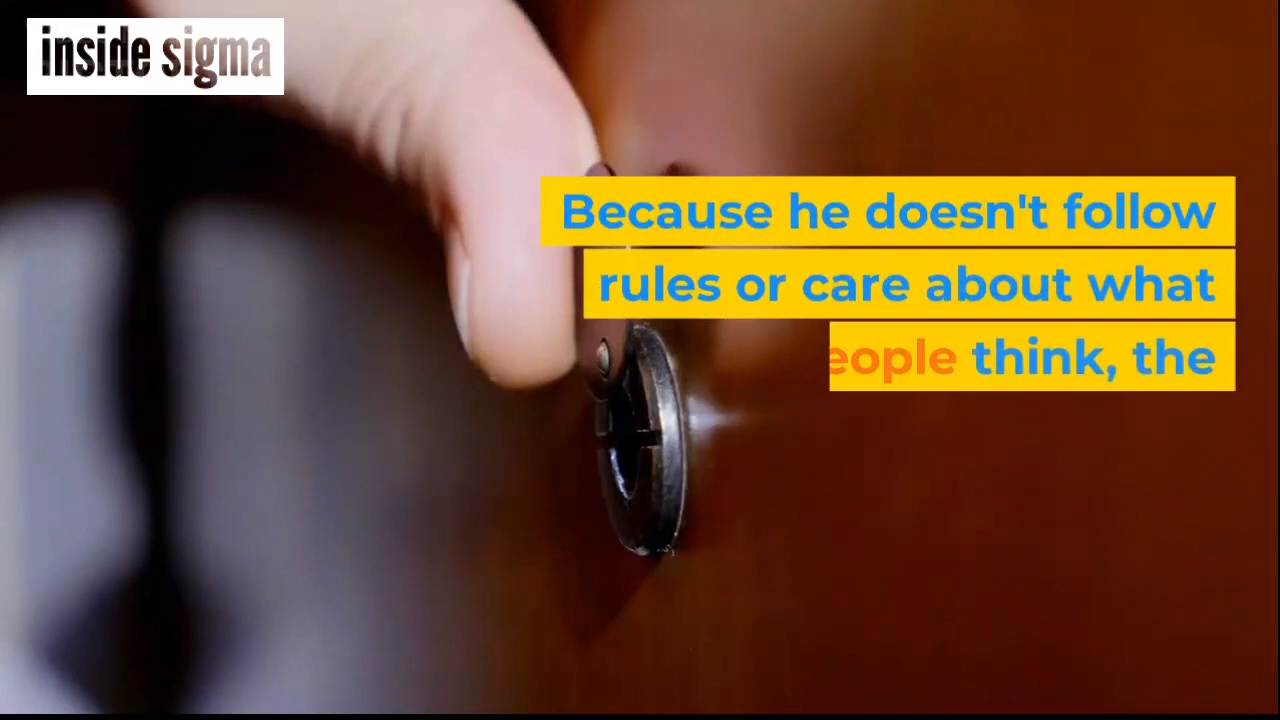 inside sigma
Because he doesn't follow
rules or care about what
eople think, the